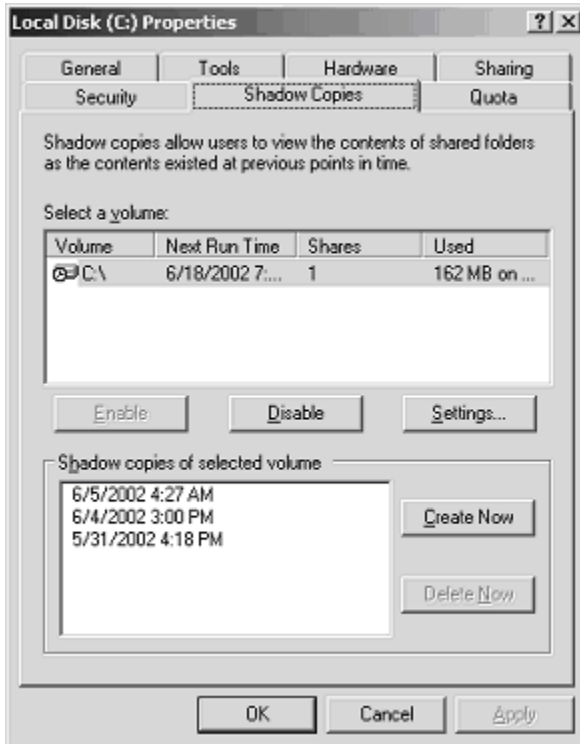 Local Disk (C:) Properties
General Tools Hardware Sharing
Security Shadow Copies Quota
Shadow copies allow users to view the contents of shared folders
as the contents existed at previous points in time.
Select a volume:
Volume Next Run Time Shares Used
C:\ 6/18/2002 7:... 1 162 MB on ...
Enable Disable Settings...
Shadow copies of selected volume
6/5/2002 4:27 AM
6/4/2002 3:00 PM
5/31/2002 4:18 PM
Create Now
Delete Now
OK Cancel Apply